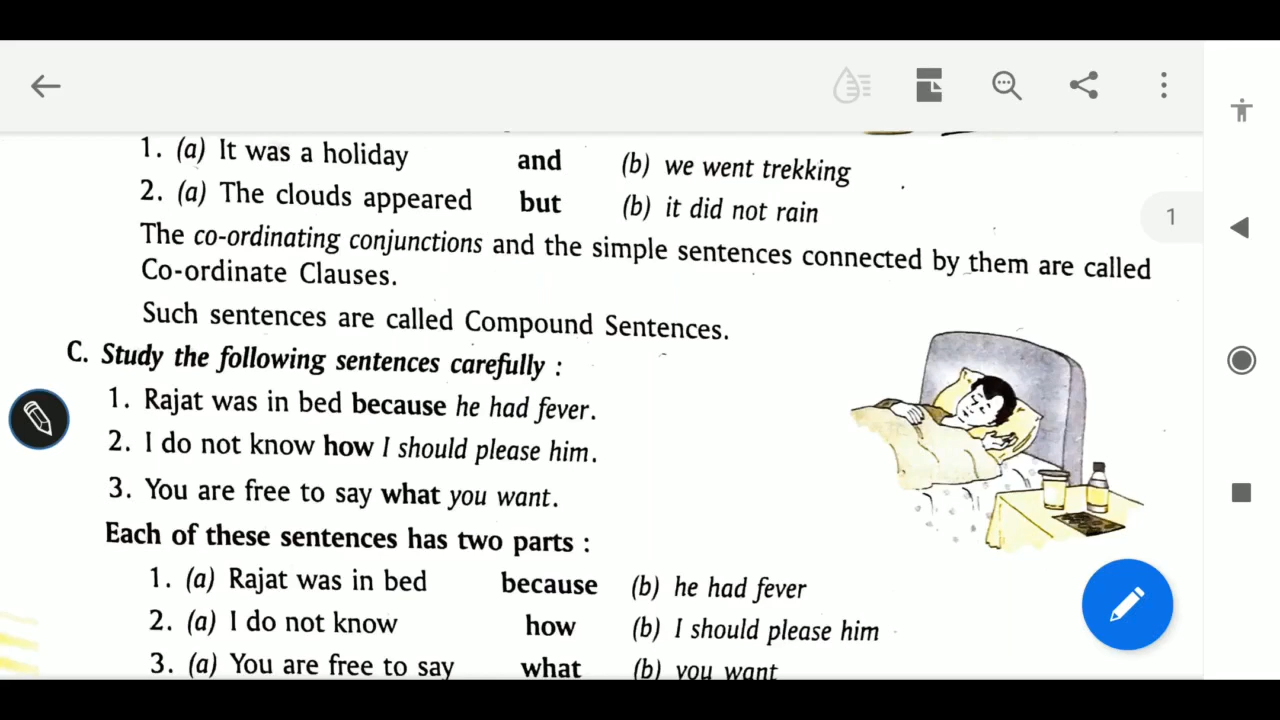 1. (a) It was a holiday and (b) we went trekking
2. (a) The clouds appeared but (b) it did not rain
The co-ordinating conjunctions and the simple sentences connected by them are called
Co-ordinate Clauses.
Such sentences are called Compound Sentences.
C. Study the following sentences carefully :
1. Rajat was in bed because he had fever.
2. I do not know how I should please him.
3. You are free to say what you want.
Each of these sentences has two parts :
1. (a) Rajat was in bed because (b) he had fever
2. (a) I do not know how (b) I should please him
3. (a) You are free to say what (b) you want
1